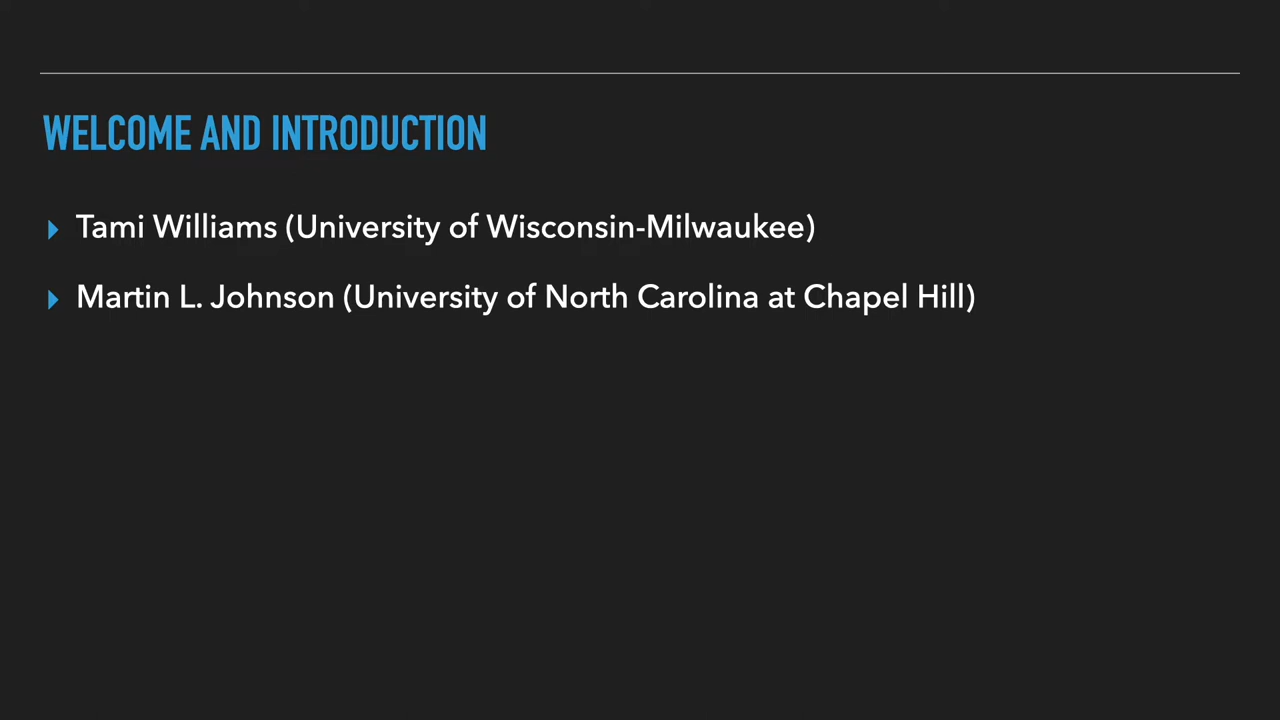 WELCOME AND INTRODUCTION
Tami Williams (University of Wisconsin-Milwaukee)
Martin L. Johnson (University of North Carolina at Chapel Hill)